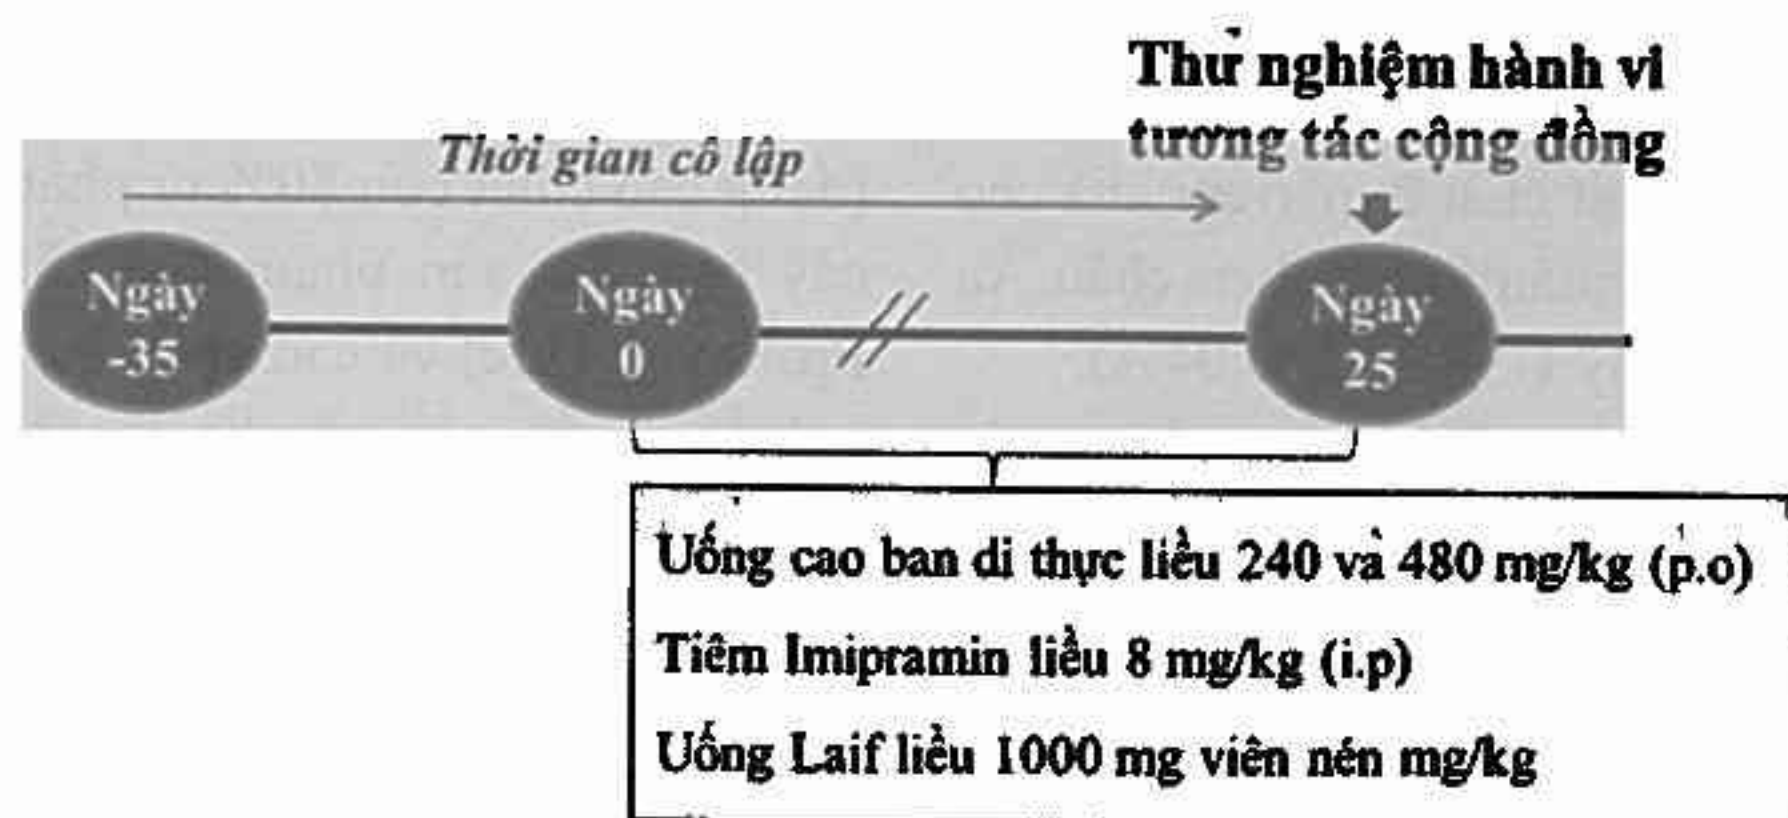 Thử nghiệm hành vi
tương tác cộng đồng
Thời gian cô lập
Ngày
-35
Ngày
0
Ngày
25
Uống cao ban di thực liều 240 và 480 mg/kg (p.o)
Tiêm Imipramin liều 8 mg/kg (i.p)
Uống Laif liều 1000 mg viên nén mg/kg